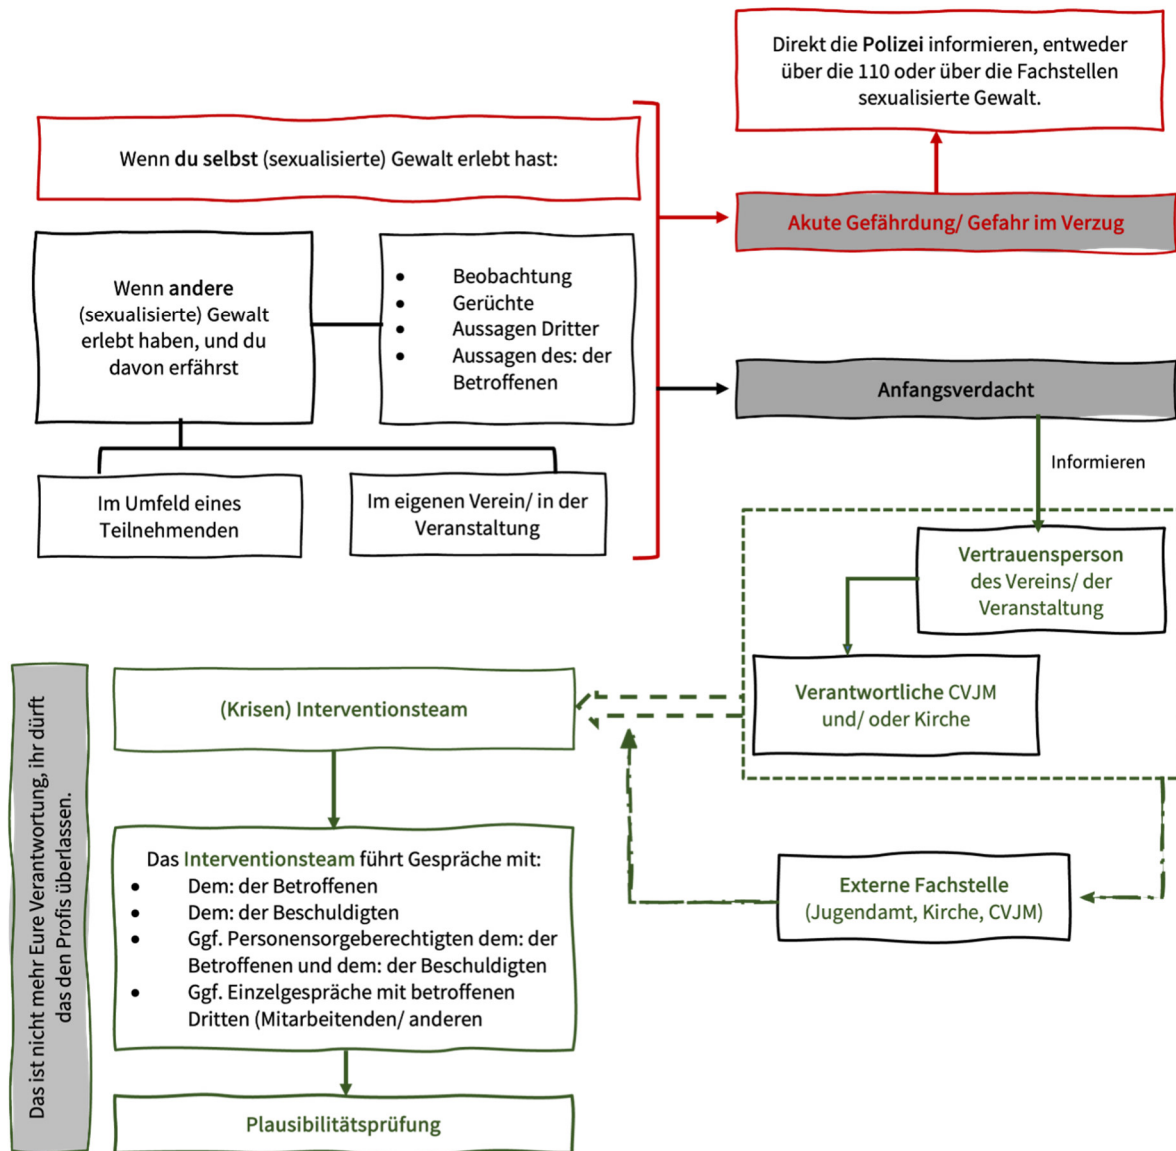 Direkt die Polizei informieren, entweder
über die 110 oder über die Fachstellen
sexualisierte Gewalt.
Wenn du selbst (sexualisierte) Gewalt erlebt hast:
Akute Gefährdung/ Gefahr im Verzug
Wenn andere
(sexualisierte) Gewalt
erlebt haben, und du
davon erfährst
• Beobachtung
• Gerüchte
• Aussagen Dritter
• Aussagen des: der
Betroffenen
Anfangsverdacht
Informieren
Im Umfeld eines
Teilnehmenden
Im eigenen Verein/ in der
Veranstaltung
Vertrauensperson
des Vereins/ der
Veranstaltung
Verantwortliche CVJM
und/ oder Kirche
(Krisen) Interventionsteam
Externe Fachstelle
(Jugendamt, Kirche, CVJM)
Das Interventionsteam führt Gespräche mit:
• Dem: der Betroffenen
• Dem: der Beschuldigten
• Ggf. Personensorgeberechtigten dem: der
Betroffenen und dem: der Beschuldigten
• Ggf. Einzelgespräche mit betroffenen
Dritten (Mitarbeitenden/ anderen
Plausibilitätsprüfung
Das ist nicht mehr Eure Verantwortung, ihr dürft
das den Profis überlassen.